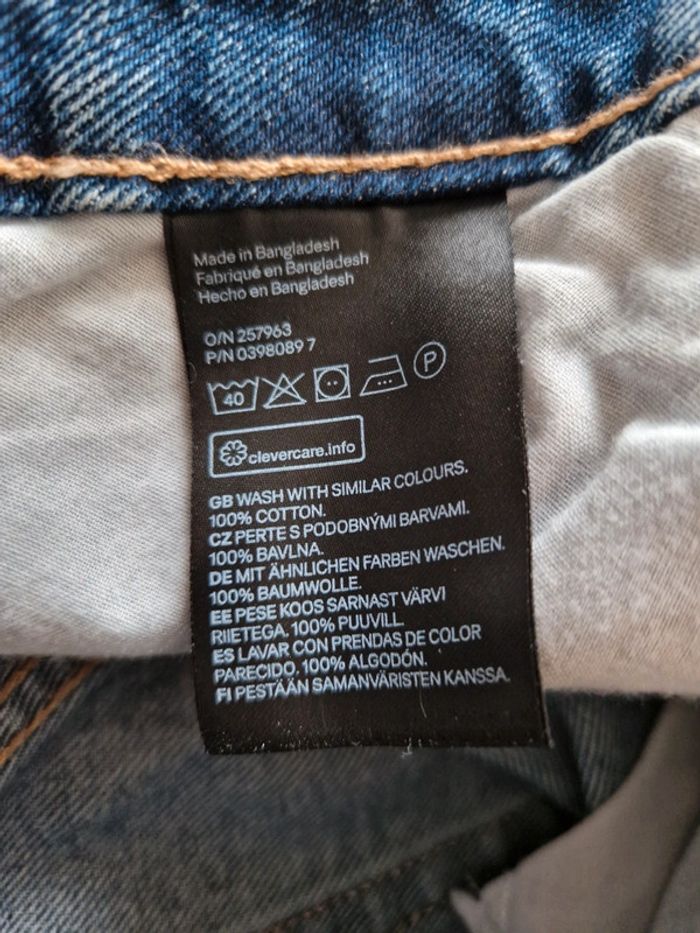 Made in Bangladesh
Fabriqué en Bangladesh
Hecho en Bangladesh
O/N 257963
P/N 0398089 7
40 P
clevercare.info
GB WASH WITH SIMILAR COLOURS.
100% COTTON.
CZ PERTE S PODOBNÝMI BARVAMI.
100% BAVLNA.
DE MIT ÄHNLICHEN FARBEN WASCHEN.
100% BAUMWOLLE.
EE PESE KOOS SARNAST VÄRVI
RIIETEGA. 100% PUUVILL.
ES LAVAR CON PRENDAS DE COLOR
PARECIDO. 100% ALGODÓN.
FI PESTÄÄN SAMANVÄRISTEN KANSSA.